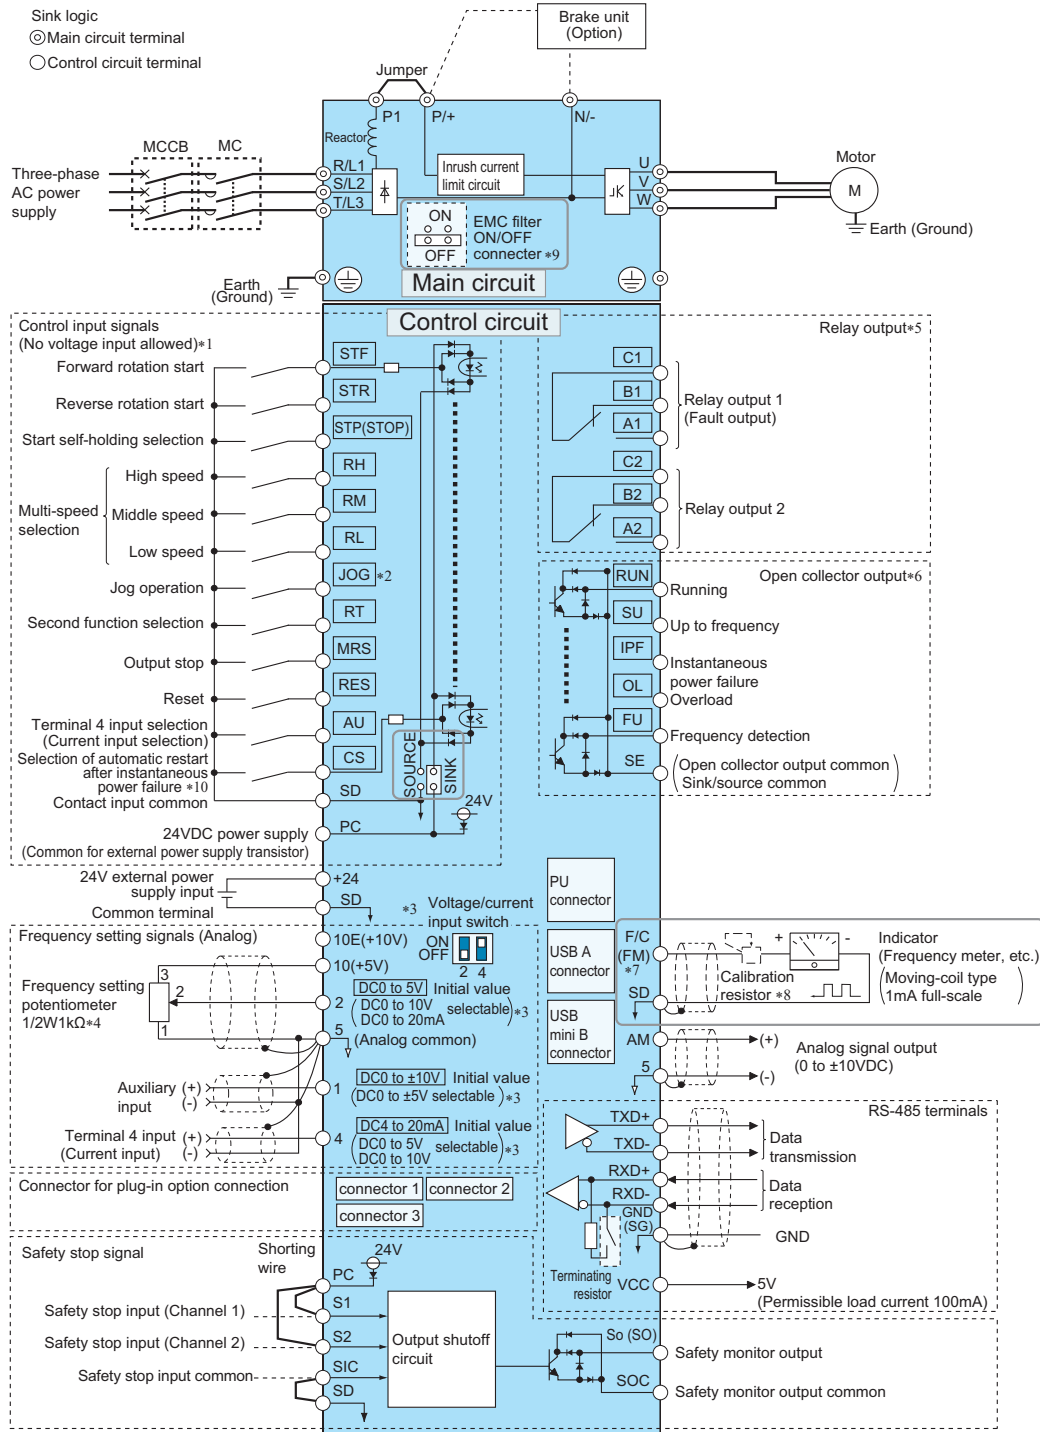 Sink logic
Main circuit terminal
Control circuit terminal
Brake unit
(Option)
Jumper
P1
P/+
N/-
Reactor
MCCB
MC
Three-phase
AC power
supply
R/L1
S/L2
T/L3
Inrush current
limit circuit
U
V
W
Motor
M
Earth (Ground)
ON
OFF
EMC filter
ON/OFF
connecter *9
Earth
(Ground)
Main circuit
Control circuit
Control input signals
(No voltage input allowed)*1
Forward rotation start
STF
Reverse rotation start
STR
Start self-holding selection
STP(STOP)
Multi-speed
selection
High speed
RH
Middle speed
RM
Low speed
RL
Jog operation
JOG *2
Second function selection
RT
Output stop
MRS
Reset
RES
Terminal 4 input selection
(Current input selection)
AU
Selection of automatic restart
after instantaneous
power failure *10
CS
Contact input common
SD
SOURCE
SINK
24V
24VDC power supply
(Common for external power supply transistor)
PC
Relay output*5
C1
B1
A1
Relay output 1
(Fault output)
C2
B2
A2
Relay output 2
Open collector output*6
RUN
Running
SU
Up to frequency
IPF
Instantaneous
power failure
OL
Overload
FU
Frequency detection
SE
(Open collector output common
Sink/source common)
24V external power
supply input
+24
Common terminal
SD
*3 Voltage/current
input switch
ON
OFF
2 4
Frequency setting signals (Analog)
10E(+10V)
10(+5V)
3
2
1
Frequency setting
potentiometer
1/2W1kΩ*4
2
DC0 to 5V Initial value
(DC0 to 10V
DC0 to 20mA selectable)*3
5
(Analog common)
Auxiliary
input
(+)
(-)
1
DC0 to ±10V Initial value
(DC0 to ±5V selectable)*3
Terminal 4 input
(Current input)
(+)
(-)
4
DC4 to 20mA Initial value
(DC0 to 5V
DC0 to 10V selectable)*3
PU
connector
USB A
connector
USB
mini B
connector
F/C
(FM)
*7
SD
Calibration
resistor *8
+
-
Indicator
(Frequency meter, etc.)
(Moving-coil type
1mA full-scale)
AM
(+)
5
(-)
Analog signal output
(0 to ±10VDC)
RS-485 terminals
TXD+
TXD-
Data
transmission
RXD+
RXD-
Data
reception
GND
(SG)
GND
Terminating
resistor
VCC
5V
(Permissible load current 100mA)
Connector for plug-in option connection
connector 1
connector 2
connector 3
Safety stop signal
Shorting
wire
24V
PC
Safety stop input (Channel 1)
S1
Safety stop input (Channel 2)
S2
Safety stop input common
SIC
SD
Output shutoff
circuit
So (SO)
Safety monitor output
SOC
Safety monitor output common